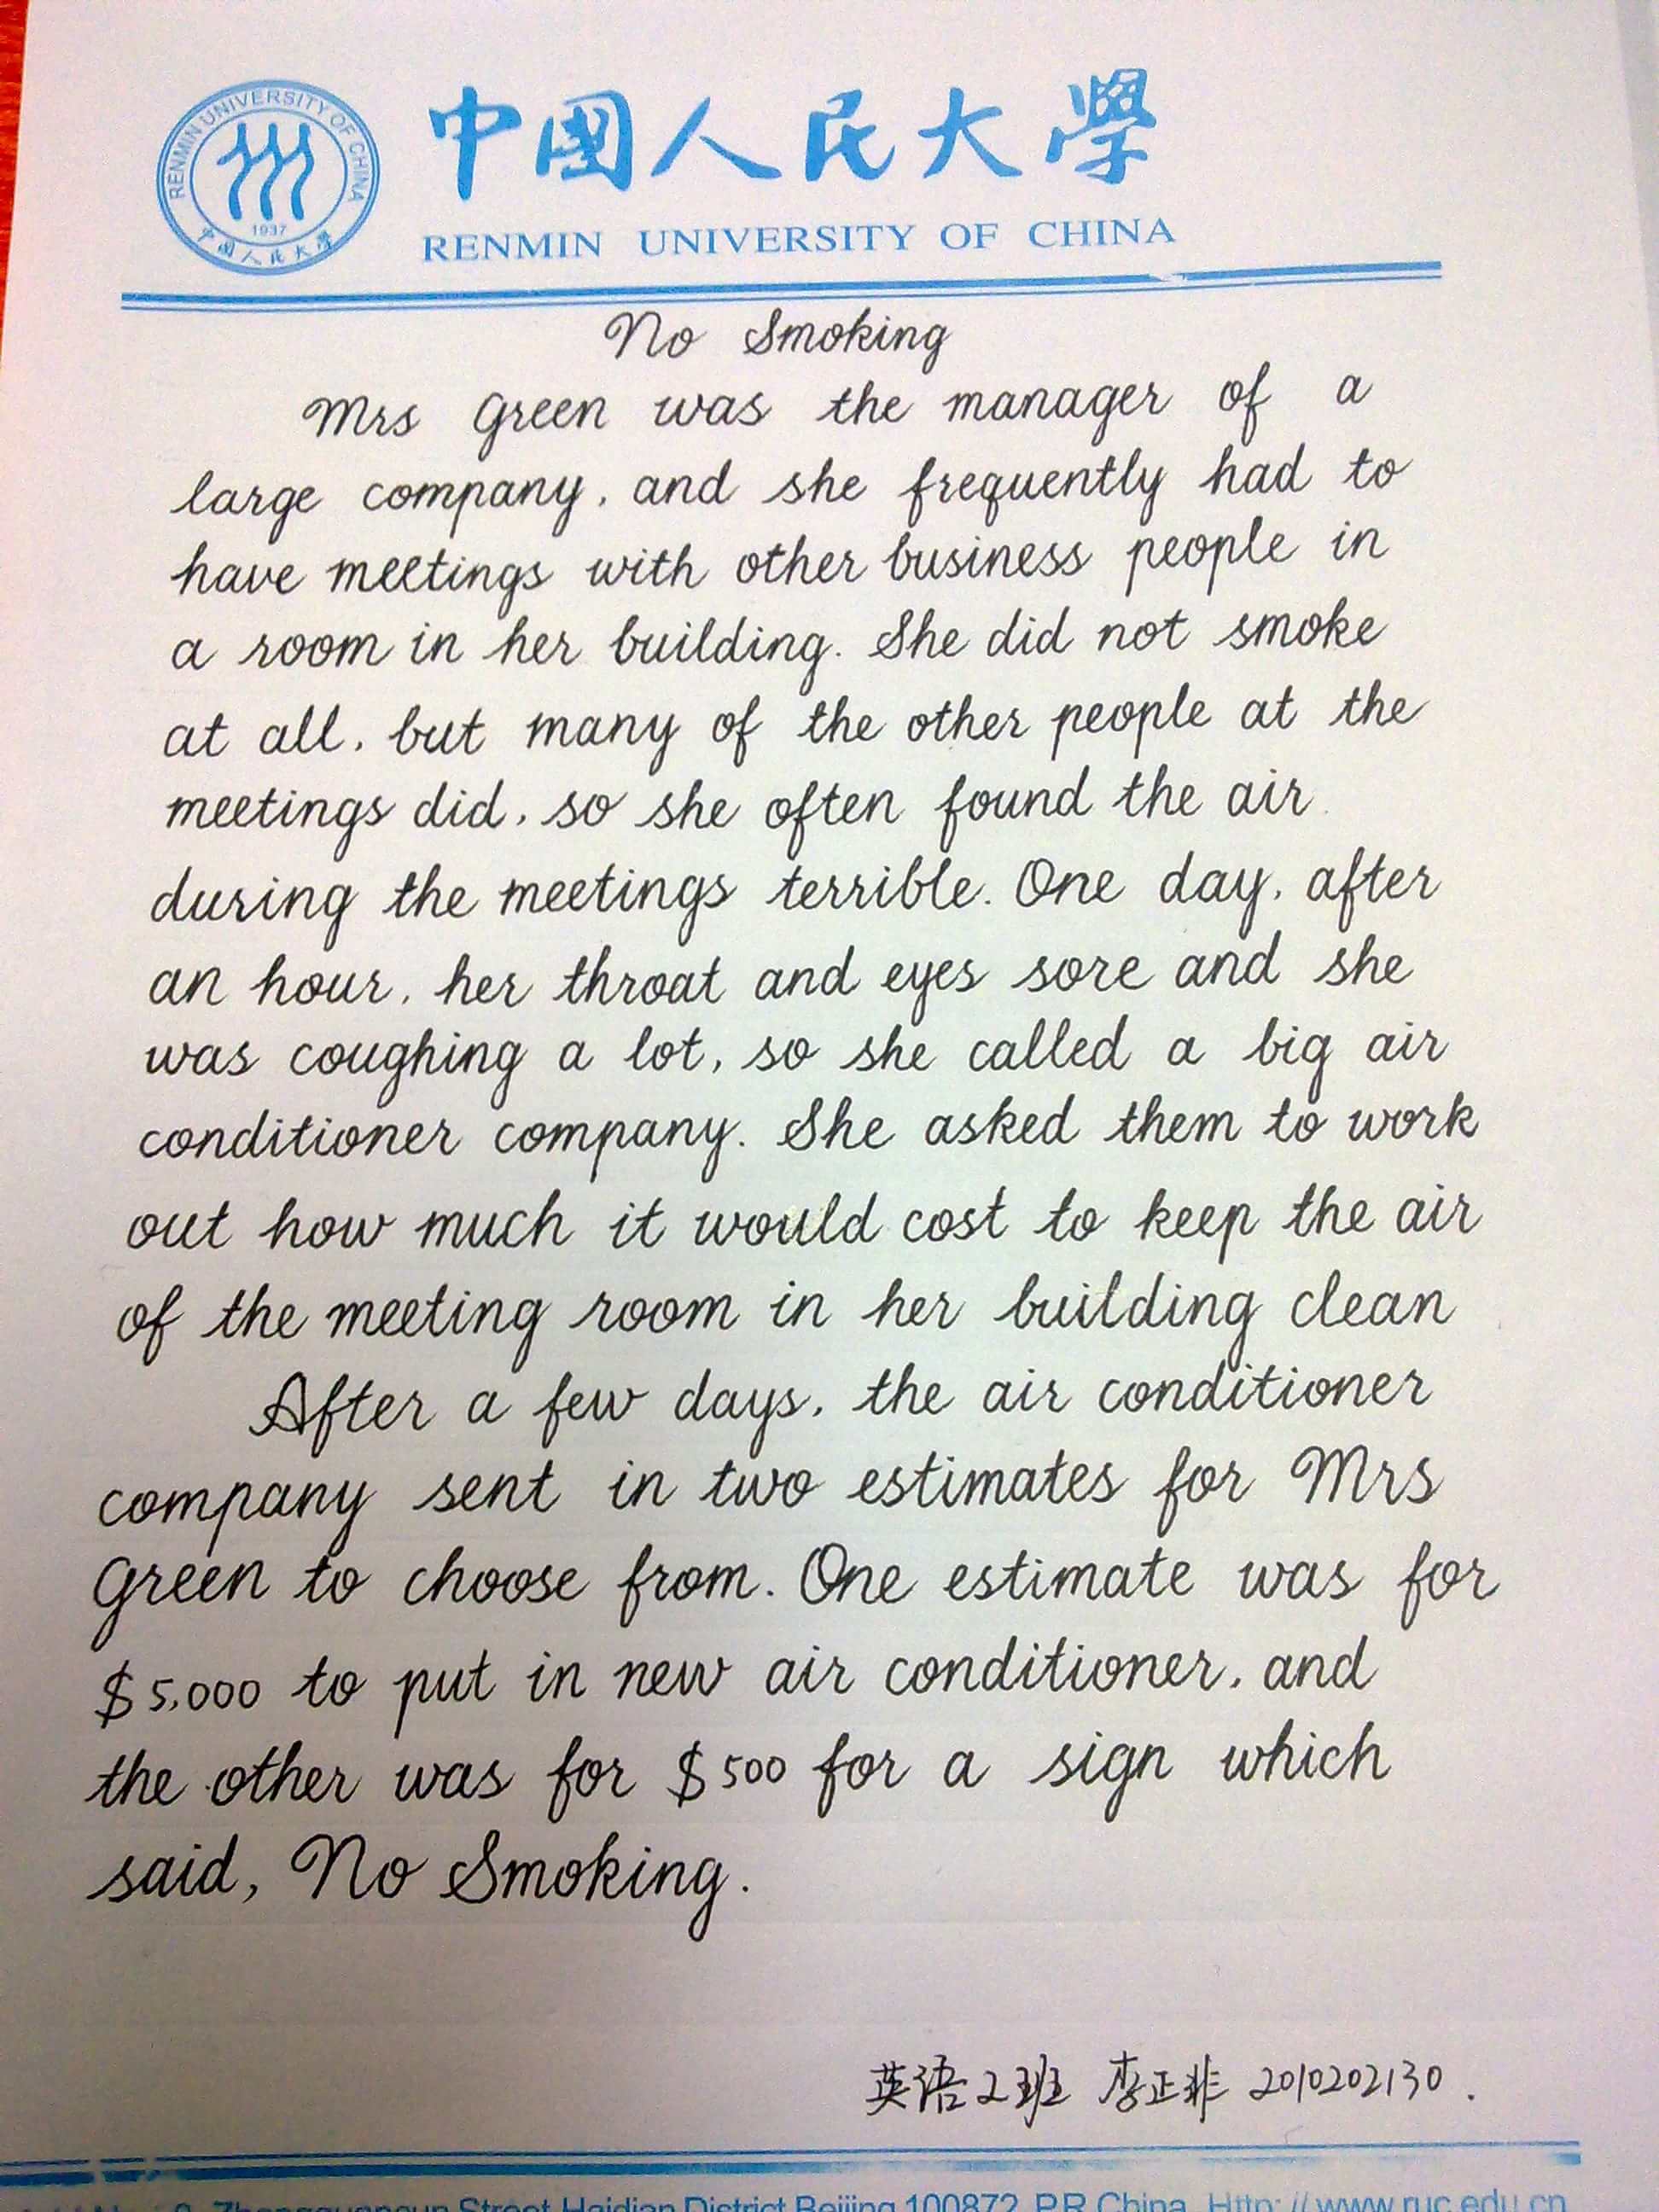 RENMIN UNIVERSITY OF CHINA
1937
中国人民大学
中國人民大學
RENMIN UNIVERSITY OF CHINA
No Smoking
Mrs Green was the manager of a
large company, and she frequently had to
have meetings with other business people in
a room in her building. She did not smoke
at all, but many of the other people at the
meetings did, so she often found the air
during the meetings terrible. One day, after
an hour, her throat and eyes sore and she
was coughing a lot, so she called a big air
conditioner company. She asked them to work
out how much it would cost to keep the air
of the meeting room in her building clean
After a few days, the air conditioner
company sent in two estimates for Mrs
Green to choose from. One estimate was for
$5,000 to put in new air conditioner, and
the other was for $500 for a sign which
said, No Smoking.
英语2班 李正非 2010202130.
Street Haidian District Beijing 100872, P.R.China Http://www.ruc.edu.cn